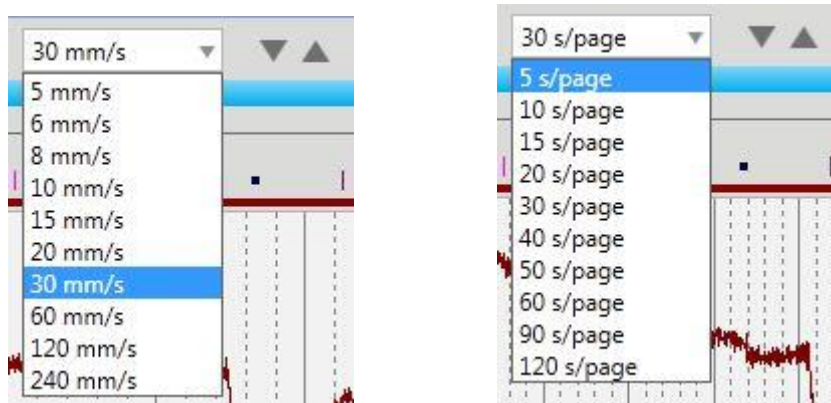 30 mm/s
5 mm/s
6 mm/s
8 mm/s
10 mm/s
15 mm/s
20 mm/s
30 mm/s
60 mm/s
120 mm/s
240 mm/s
30 s/page
5 s/page
10 s/page
15 s/page
20 s/page
30 s/page
40 s/page
50 s/page
60 s/page
90 s/page
120 s/page